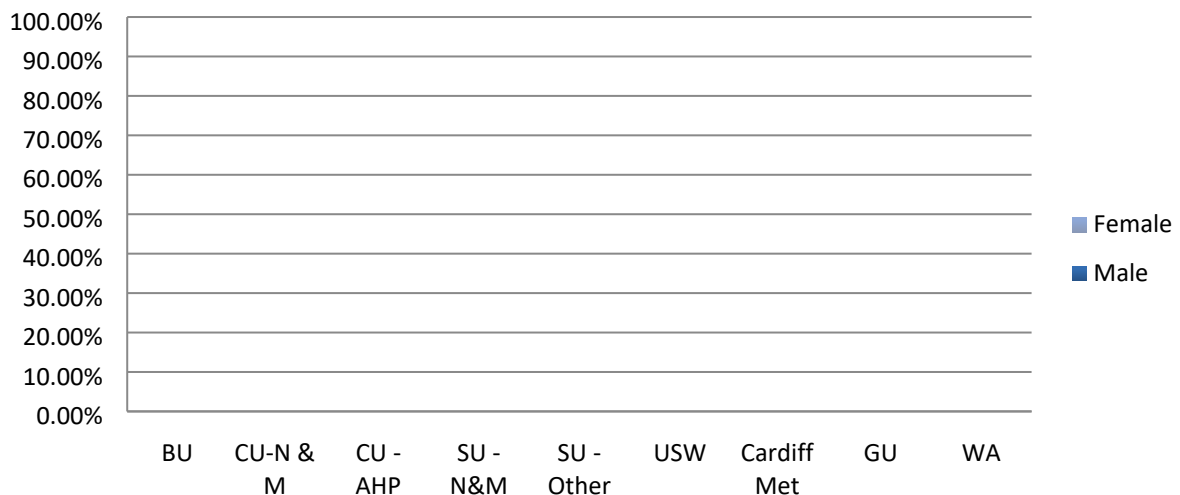 100.00%
90.00%
80.00%
70.00%
60.00%
50.00%
40.00%
30.00%
20.00%
10.00%
0.00%
BU
CU-N &
M
CU -
AHP
SU -
N&M
SU -
Other
USW
Cardiff
Met
GU
WA
Female
Male